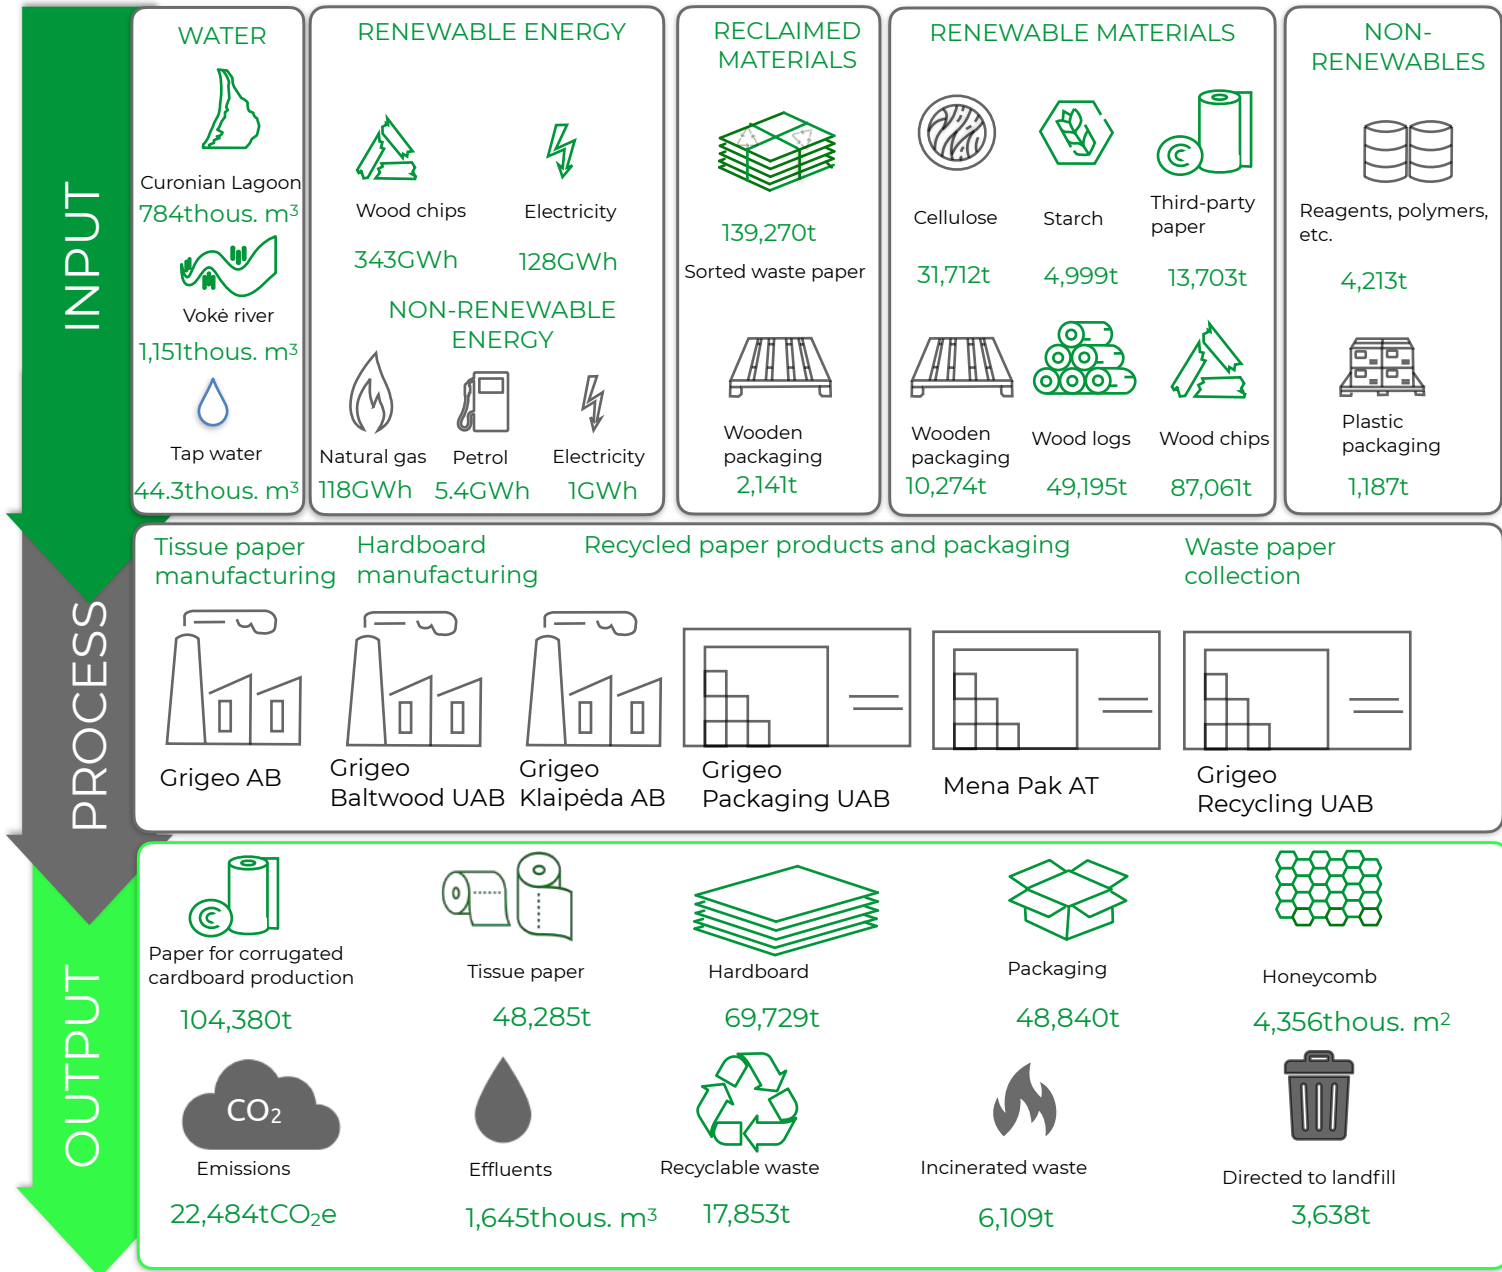 INPUT
WATER
Curonian Lagoon
784thous. m³
Vokė river
1,151thous. m³
Tap water
44.3thous. m³
RENEWABLE ENERGY
Wood chips
343GWh
Electricity
128GWh
NON-RENEWABLE
ENERGY
Natural gas
118GWh
Petrol
5.4GWh
Electricity
1GWh
RECLAIMED
MATERIALS
139,270t
Sorted waste paper
Wooden
packaging
2,141t
RENEWABLE MATERIALS
Cellulose
31,712t
Starch
4,999t
Third-party
paper
13,703t
Wooden
packaging
10,274t
Wood logs
49,195t
Wood chips
87,061t
NON-
RENEWABLES
Reagents, polymers,
etc.
4,213t
Plastic
packaging
1,187t
PROCESS
Tissue paper
manufacturing
Hardboard
manufacturing
Recycled paper products and packaging
Waste paper
collection
Grigeo AB
Grigeo
Baltwood UAB
Grigeo
Klaipėda AB
Grigeo
Packaging UAB
Mena Pak AT
Grigeo
Recycling UAB
OUTPUT
Paper for corrugated
cardboard production
104,380t
Tissue paper
48,285t
Hardboard
69,729t
Packaging
48,840t
Honeycomb
4,356thous. m²
CO₂
Emissions
22,484tCO₂e
Effluents
1,645thous. m³
Recyclable waste
17,853t
Incinerated waste
6,109t
Directed to landfill
3,638t